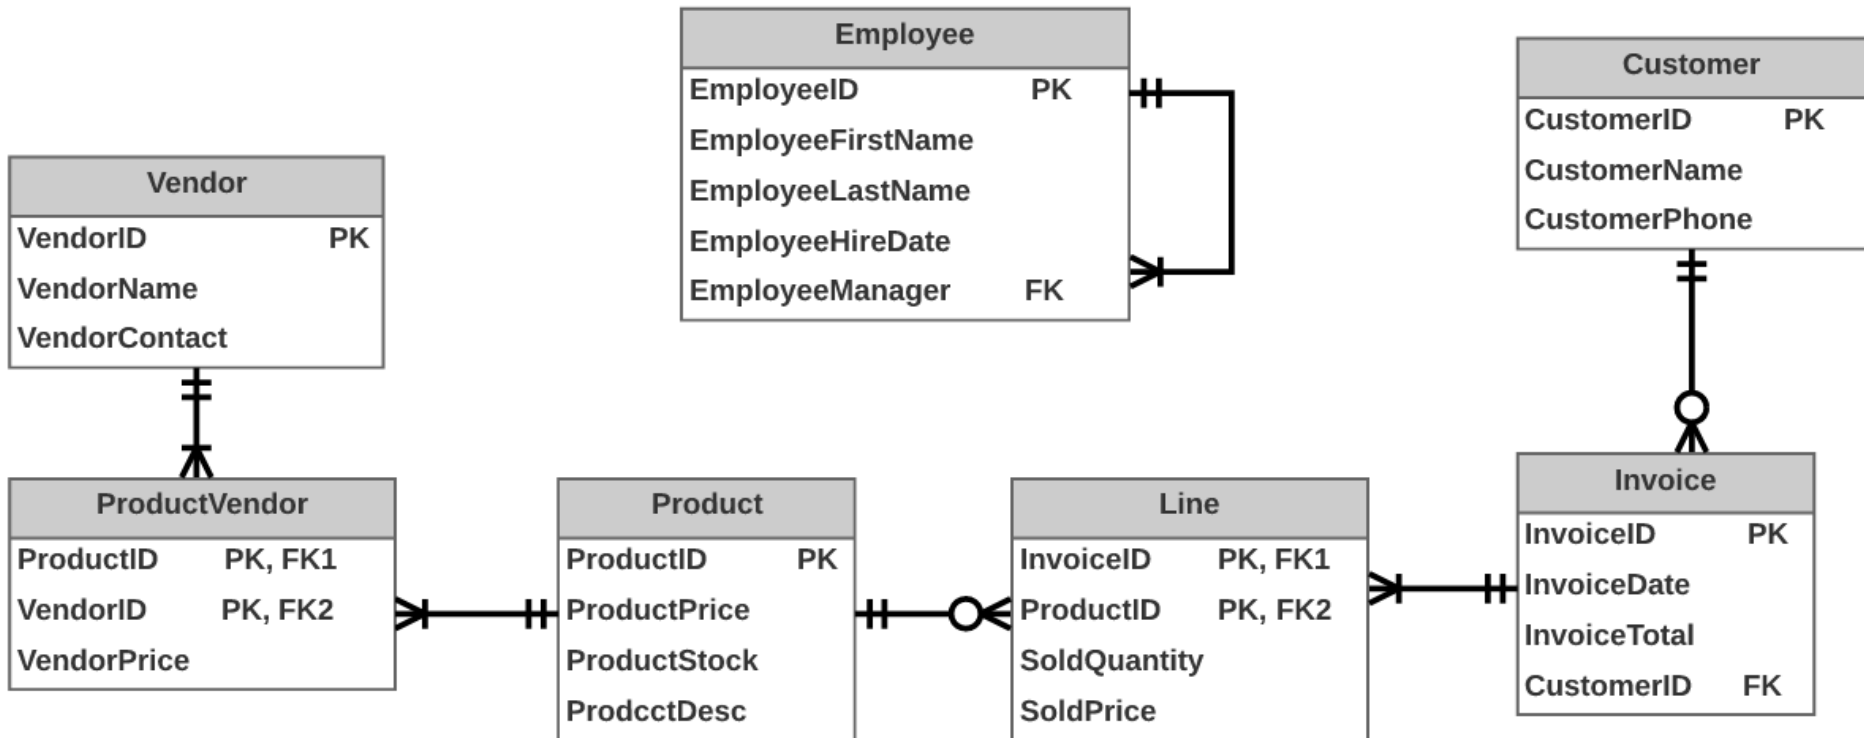 Employee
EmployeeID PK
EmployeeFirstName
EmployeeLastName
EmployeeHireDate
EmployeeManager FK
Customer
CustomerID PK
CustomerName
CustomerPhone
Vendor
VendorID PK
VendorName
VendorContact
ProductVendor
ProductID PK, FK1
VendorID PK, FK2
VendorPrice
Product
ProductID PK
ProductPrice
ProductStock
ProdcctDesc
Line
InvoiceID PK, FK1
ProductID PK, FK2
SoldQuantity
SoldPrice
Invoice
InvoiceID PK
InvoiceDate
InvoiceTotal
CustomerID FK